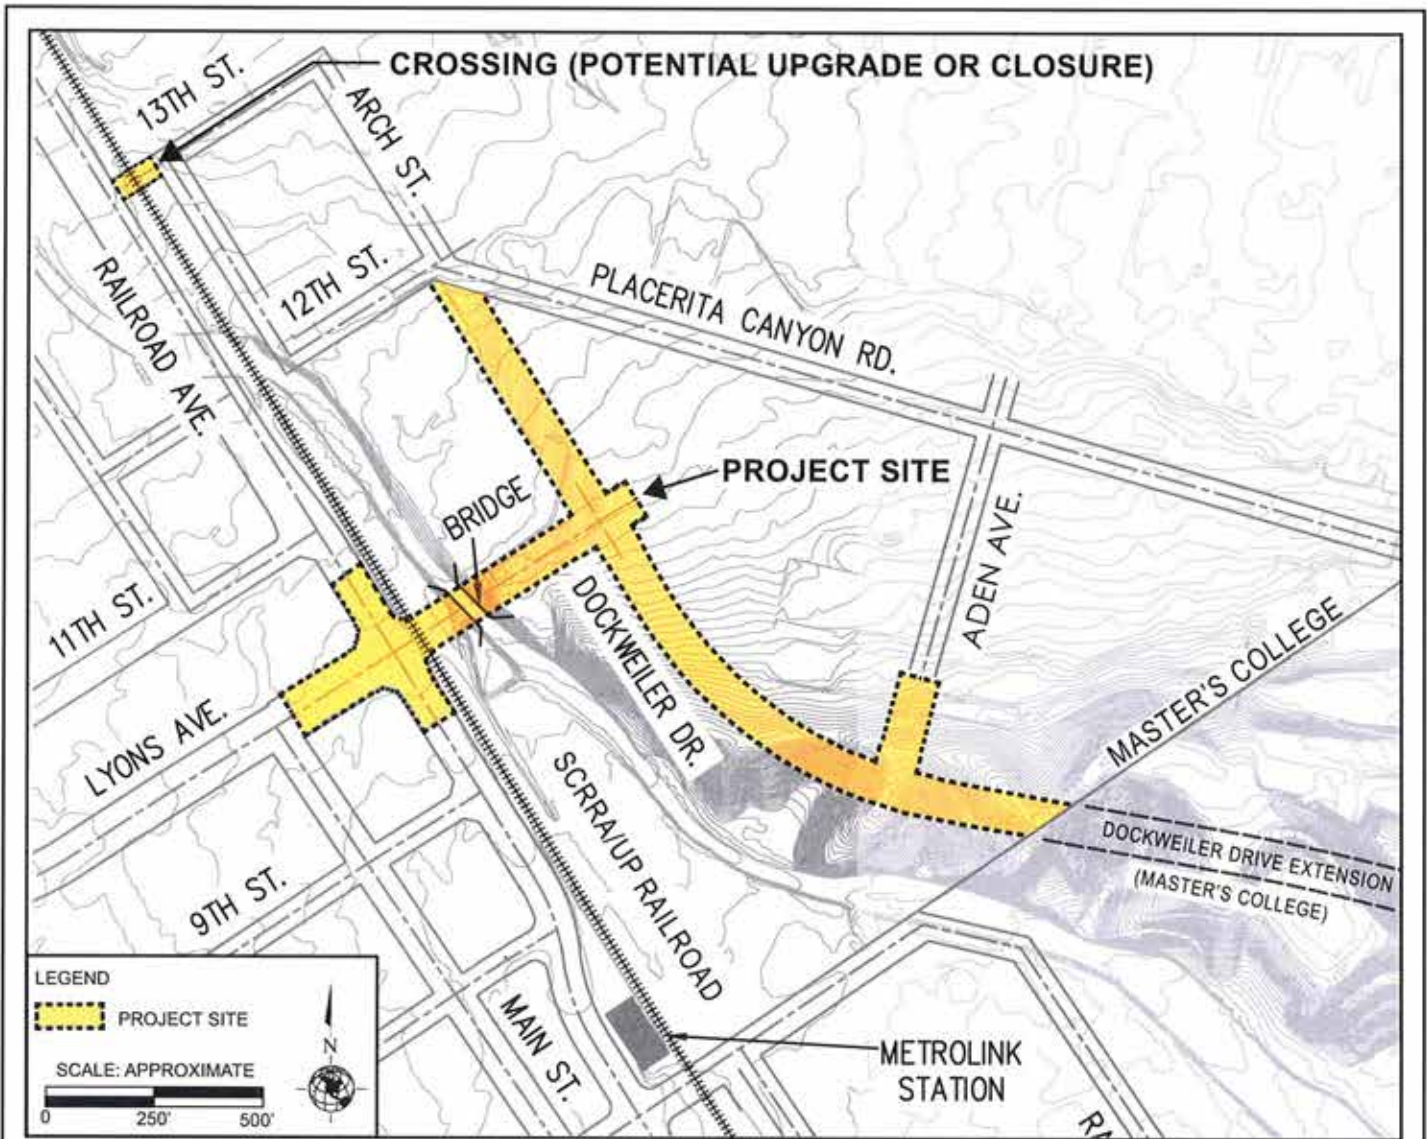 CROSSING (POTENTIAL UPGRADE OR CLOSURE)
13TH ST.
ARCH ST.
12TH ST.
RAILROAD AVE.
PLACERITA CANYON RD.
PROJECT SITE
BRIDGE
ADEN AVE.
11TH ST.
DOCKWEILER DR.
MASTER'S COLLEGE
LYONS AVE.
SCRRA/UP RAILROAD
DOCKWEILER DRIVE EXTENSION
(MASTER'S COLLEGE)
9TH ST.
MAIN ST.
METROLINK
STATION
LEGEND
PROJECT SITE
N
SCALE: APPROXIMATE
0 250' 500'